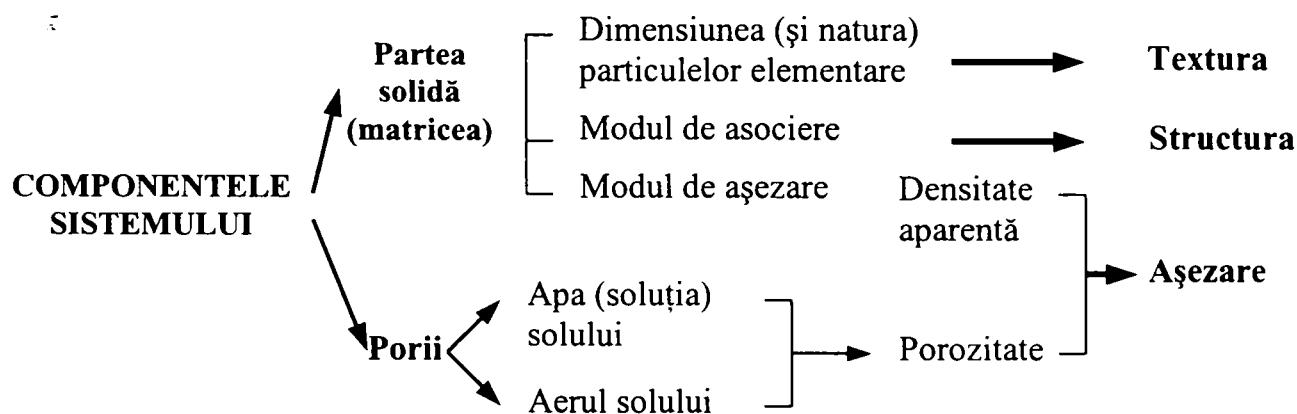 Partea
solidă
(matricea)
Dimensiunea (şi natura)
particulelor elementare
Textura
Modul de asociere
Structura
COMPONENTELE
SISTEMULUI
Modul de aşezare
Densitate
aparentă
Aşezare
Porii
Apa (soluţia)
solului
Porozitate
Aerul solului